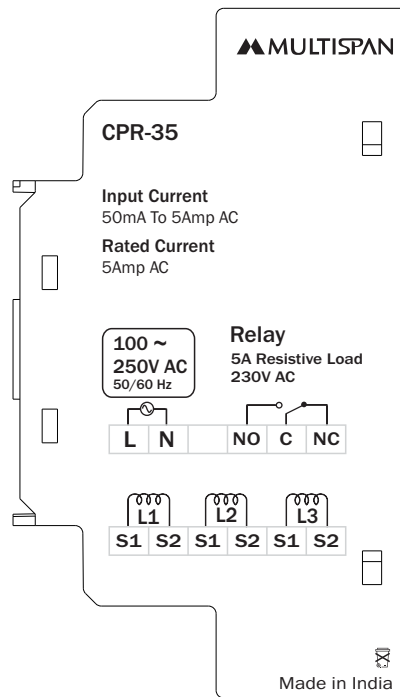 MULTISPAN
CPR-35
Input Current
50mA To 5Amp AC
Rated Current
5Amp AC
100 ~
250V AC
50/60 Hz
Relay
5A Resistive Load
230V AC
L N NO C NC
L1 L2 L3
S1 S2 S1 S2 S1 S2
Made in India